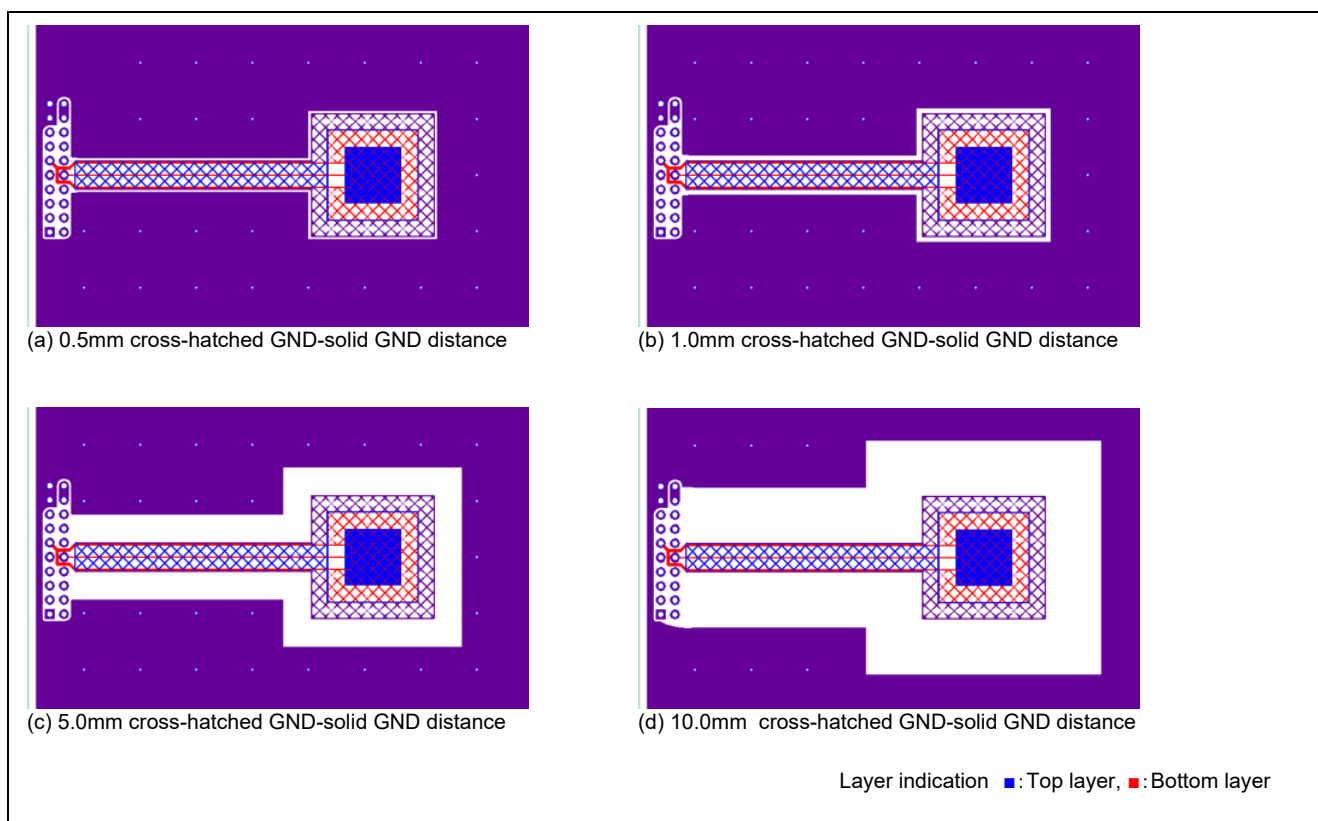 (a) 0.5mm cross-hatched GND-solid GND distance
(b) 1.0mm cross-hatched GND-solid GND distance
(c) 5.0mm cross-hatched GND-solid GND distance
(d) 10.0mm  cross-hatched GND-solid GND distance
Layer indication ■:Top layer, ■:Bottom layer